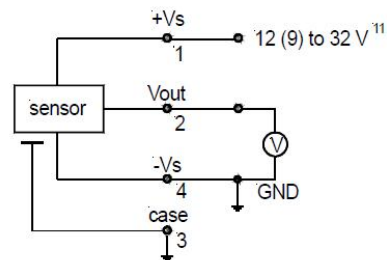 +Vs
1
12 (9) to 32 V 11
sensor
Vout
2
V
-Vs
4
GND
case
3